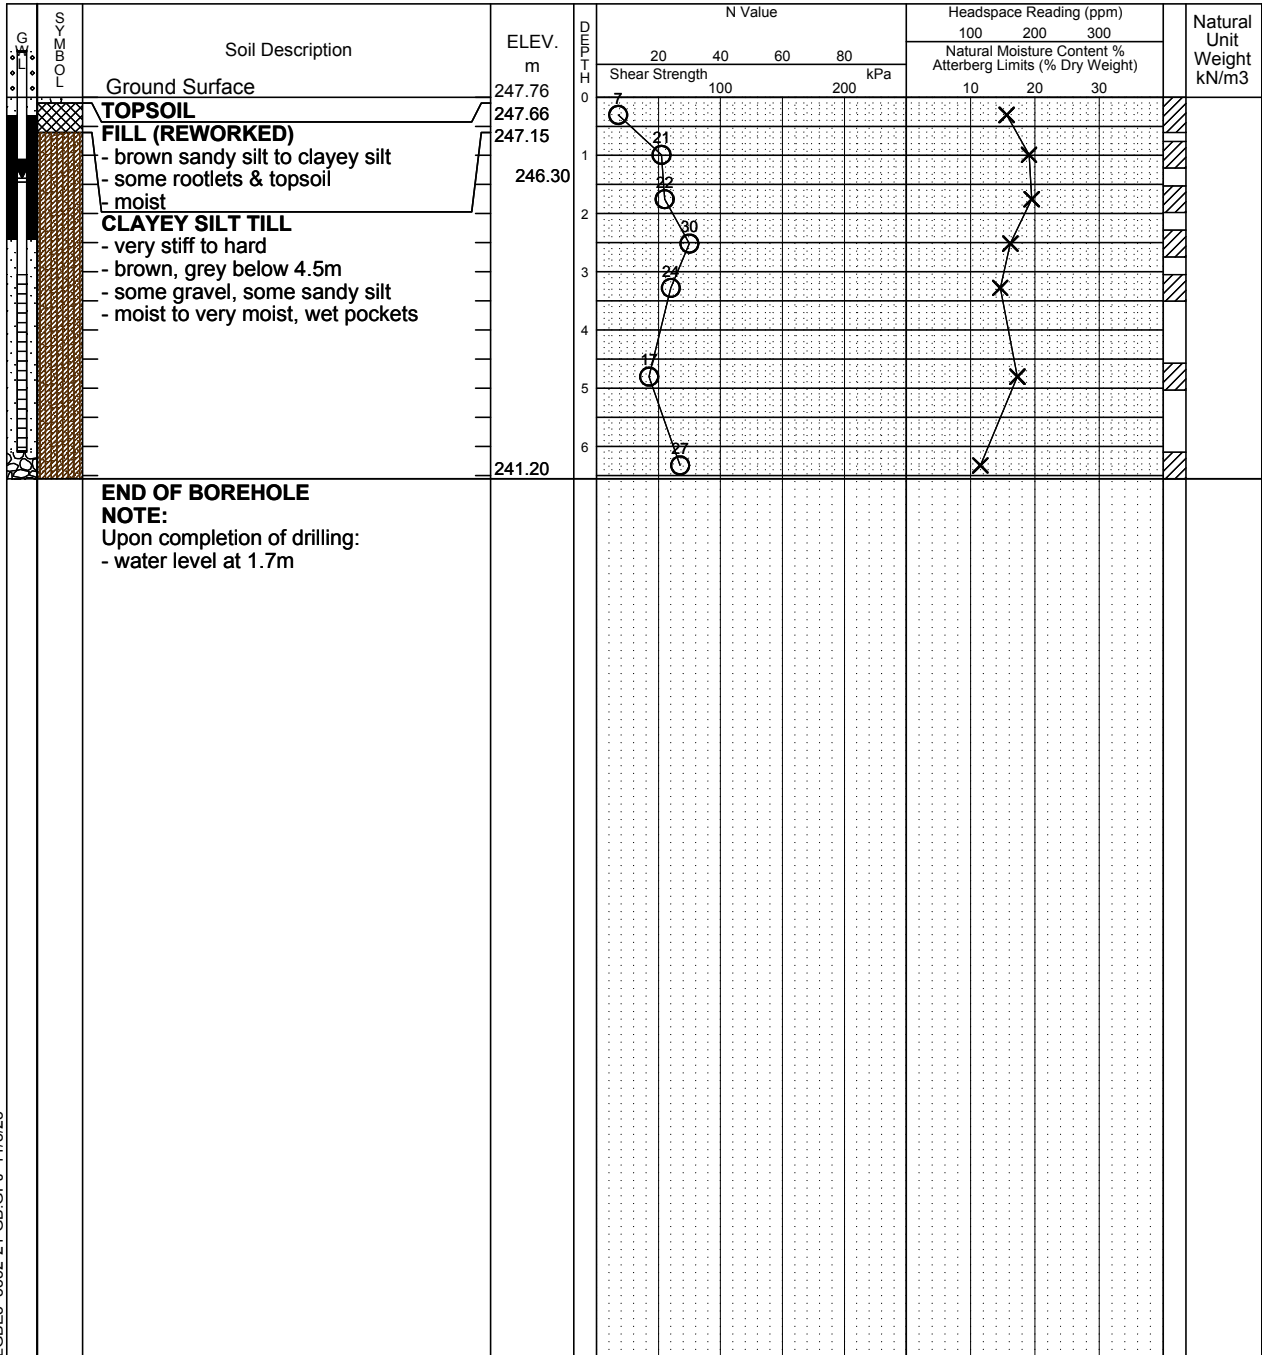 GWL
SYMBOL
Soil Description
ELEV.
m
DEPTH
N Value
20 40 60 80
Shear Strength kPa
100 200
Headspace Reading (ppm)
100 200 300
Natural Moisture Content %
Atterberg Limits (% Dry Weight)
10 20 30
Natural
Unit
Weight
kN/m3
Ground Surface 247.76 0
TOPSOIL 247.66
7
FILL (REWORKED) 247.15
21
- brown sandy silt to clayey silt 1
- some rootlets & topsoil 246.30
22
- moist 2
CLAYEY SILT TILL
30
- very stiff to hard
- brown, grey below 4.5m 3
24
- some gravel, some sandy silt
- moist to very moist, wet pockets
4
17
5
6
27
241.20
END OF BOREHOLE
NOTE:
Upon completion of drilling:
- water level at 1.7m